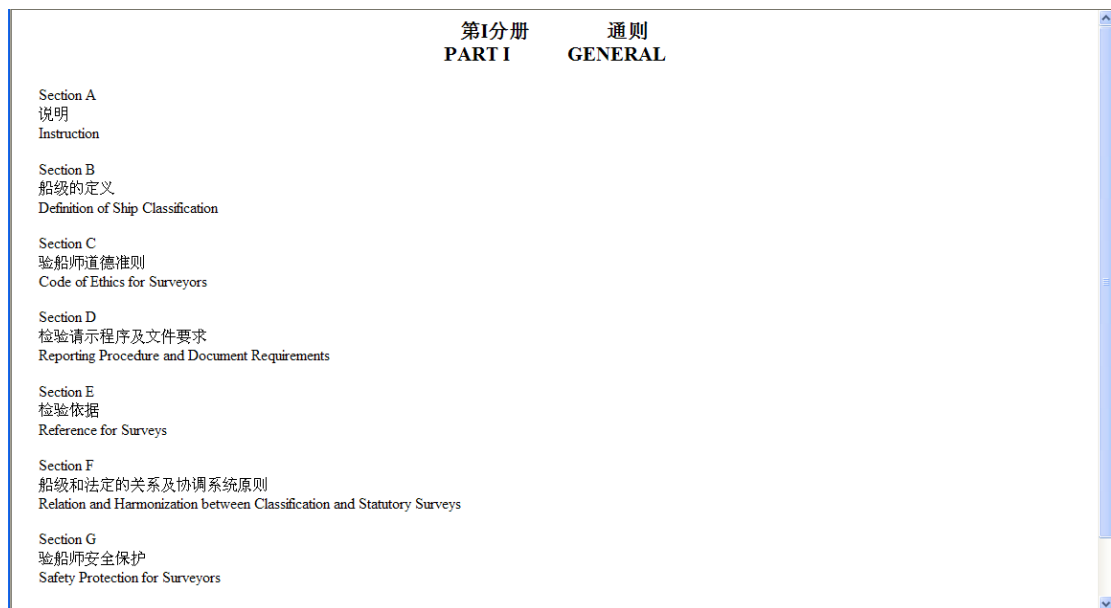 第I分册 通则
PART I GENERAL
Section A
说明
Instruction
Section B
船级的定义
Definition of Ship Classification
Section C
验船师道德准则
Code of Ethics for Surveyors
Section D
检验请示程序及文件要求
Reporting Procedure and Document Requirements
Section E
检验依据
Reference for Surveys
Section F
船级和法定的关系及协调系统原则
Relation and Harmonization between Classification and Statutory Surveys
Section G
验船师安全保护
Safety Protection for Surveyors